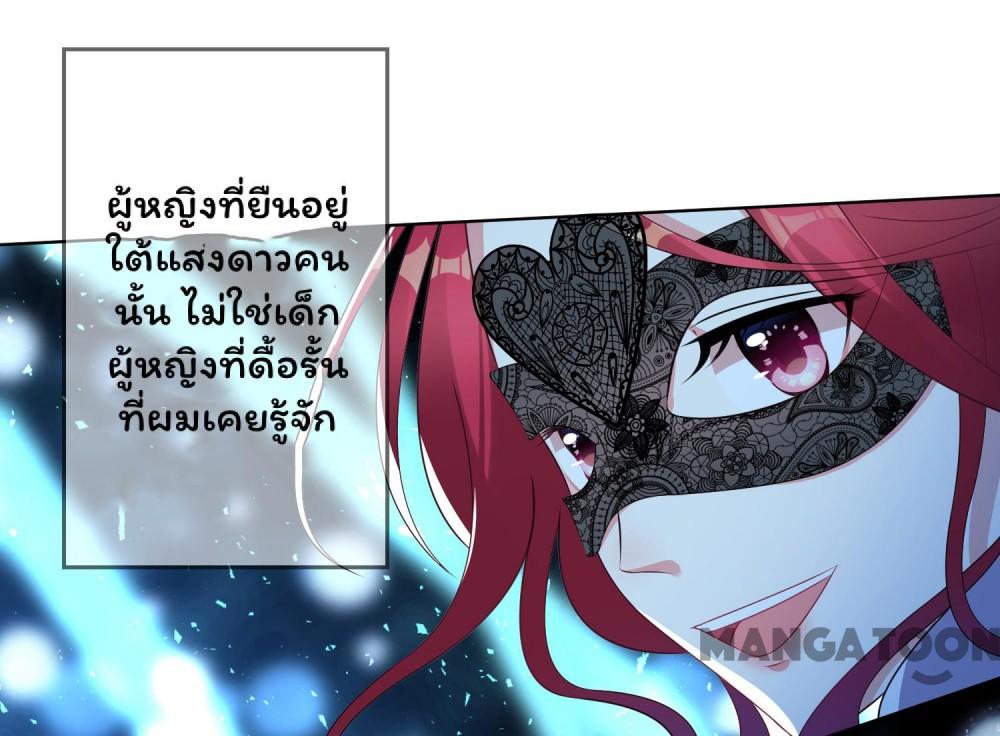 ผู้หญิงที่ยืนอยู่
ใต้แสงดาวคน
นั้น ไม่ใช่เด็ก
ผู้หญิงที่ดื้อรั้น
ที่ผมเคยรู้จัก
MANGATOON